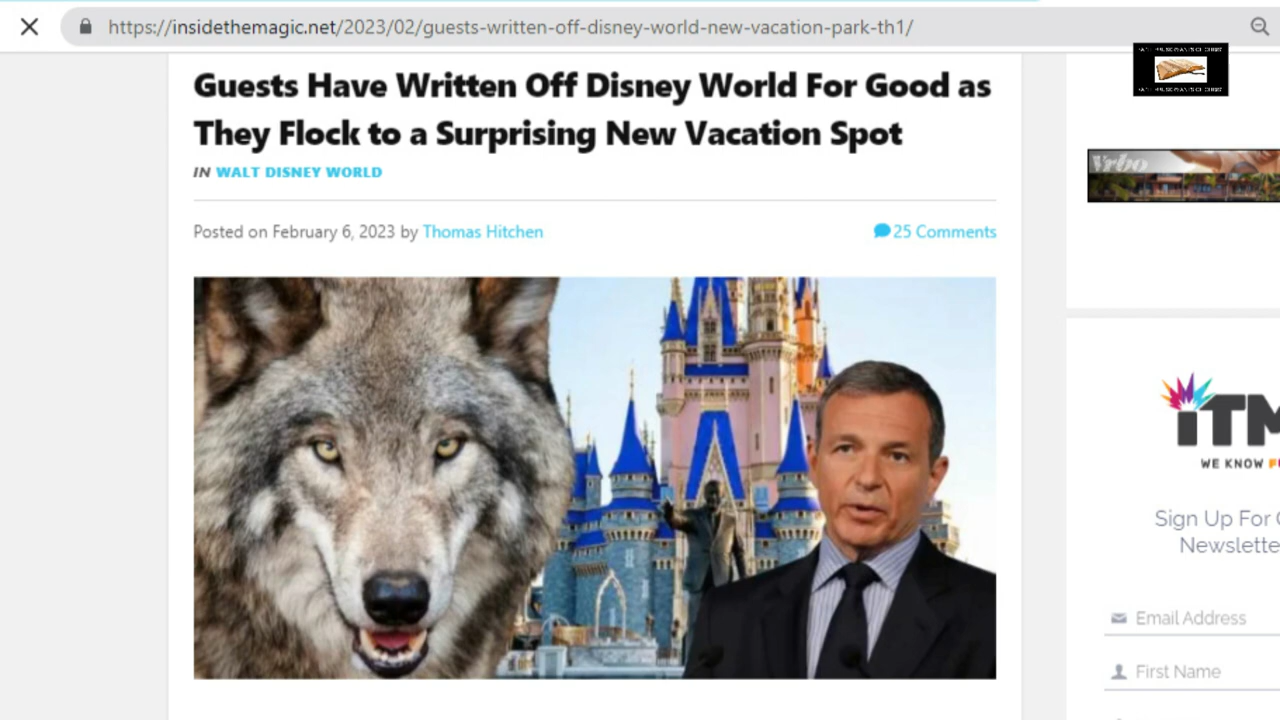 https://insidethemagic.net/2023/02/guests-written-off-disney-world-new-vacation-park-th1/
Guests Have Written Off Disney World For Good as
They Flock to a Surprising New Vacation Spot
IN WALT DISNEY WORLD
Posted on February 6, 2023 by Thomas Hitchen
25 Comments
Vrbo
iTM
WE KNOW
Sign Up For
Newslette
Email Address
First Name